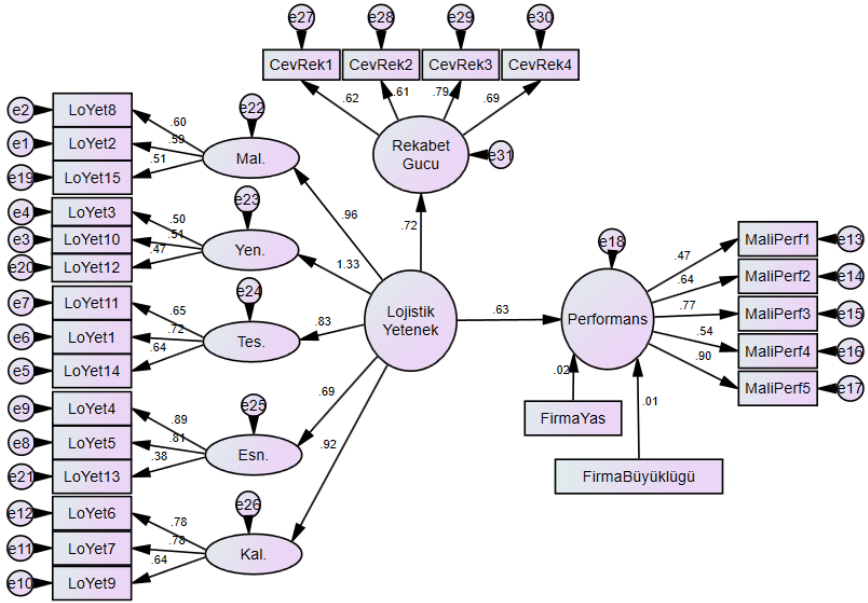 e27
e28
e29
e30
CevRek1
CevRek2
CevRek3
CevRek4
.62
.61
.79
.69
Rekabet
Gucu
e31
.72
e2
LoYet8
e1
LoYet2
e19
LoYet15
.60
.59
.51
e22
Mal.
.96
e4
LoYet3
e3
LoYet10
e20
LoYet12
.50
.51
.47
e23
Yen.
1.33
e7
LoYet11
e6
LoYet1
e5
LoYet14
.65
.72
.64
e24
Tes.
.83
e9
LoYet4
e8
LoYet5
e21
LoYet13
.89
.81
.38
e25
Esn.
.69
e12
LoYet6
e11
LoYet7
e10
LoYet9
.78
.78
.64
e26
Kal.
.92
Lojistik
Yetenek
.63
e18
Performans
.47
.64
.77
.54
.90
MaliPerf1
e13
MaliPerf2
e14
MaliPerf3
e15
MaliPerf4
e16
MaliPerf5
e17
.02
.01
FirmaYas
FirmaBüyüklügü